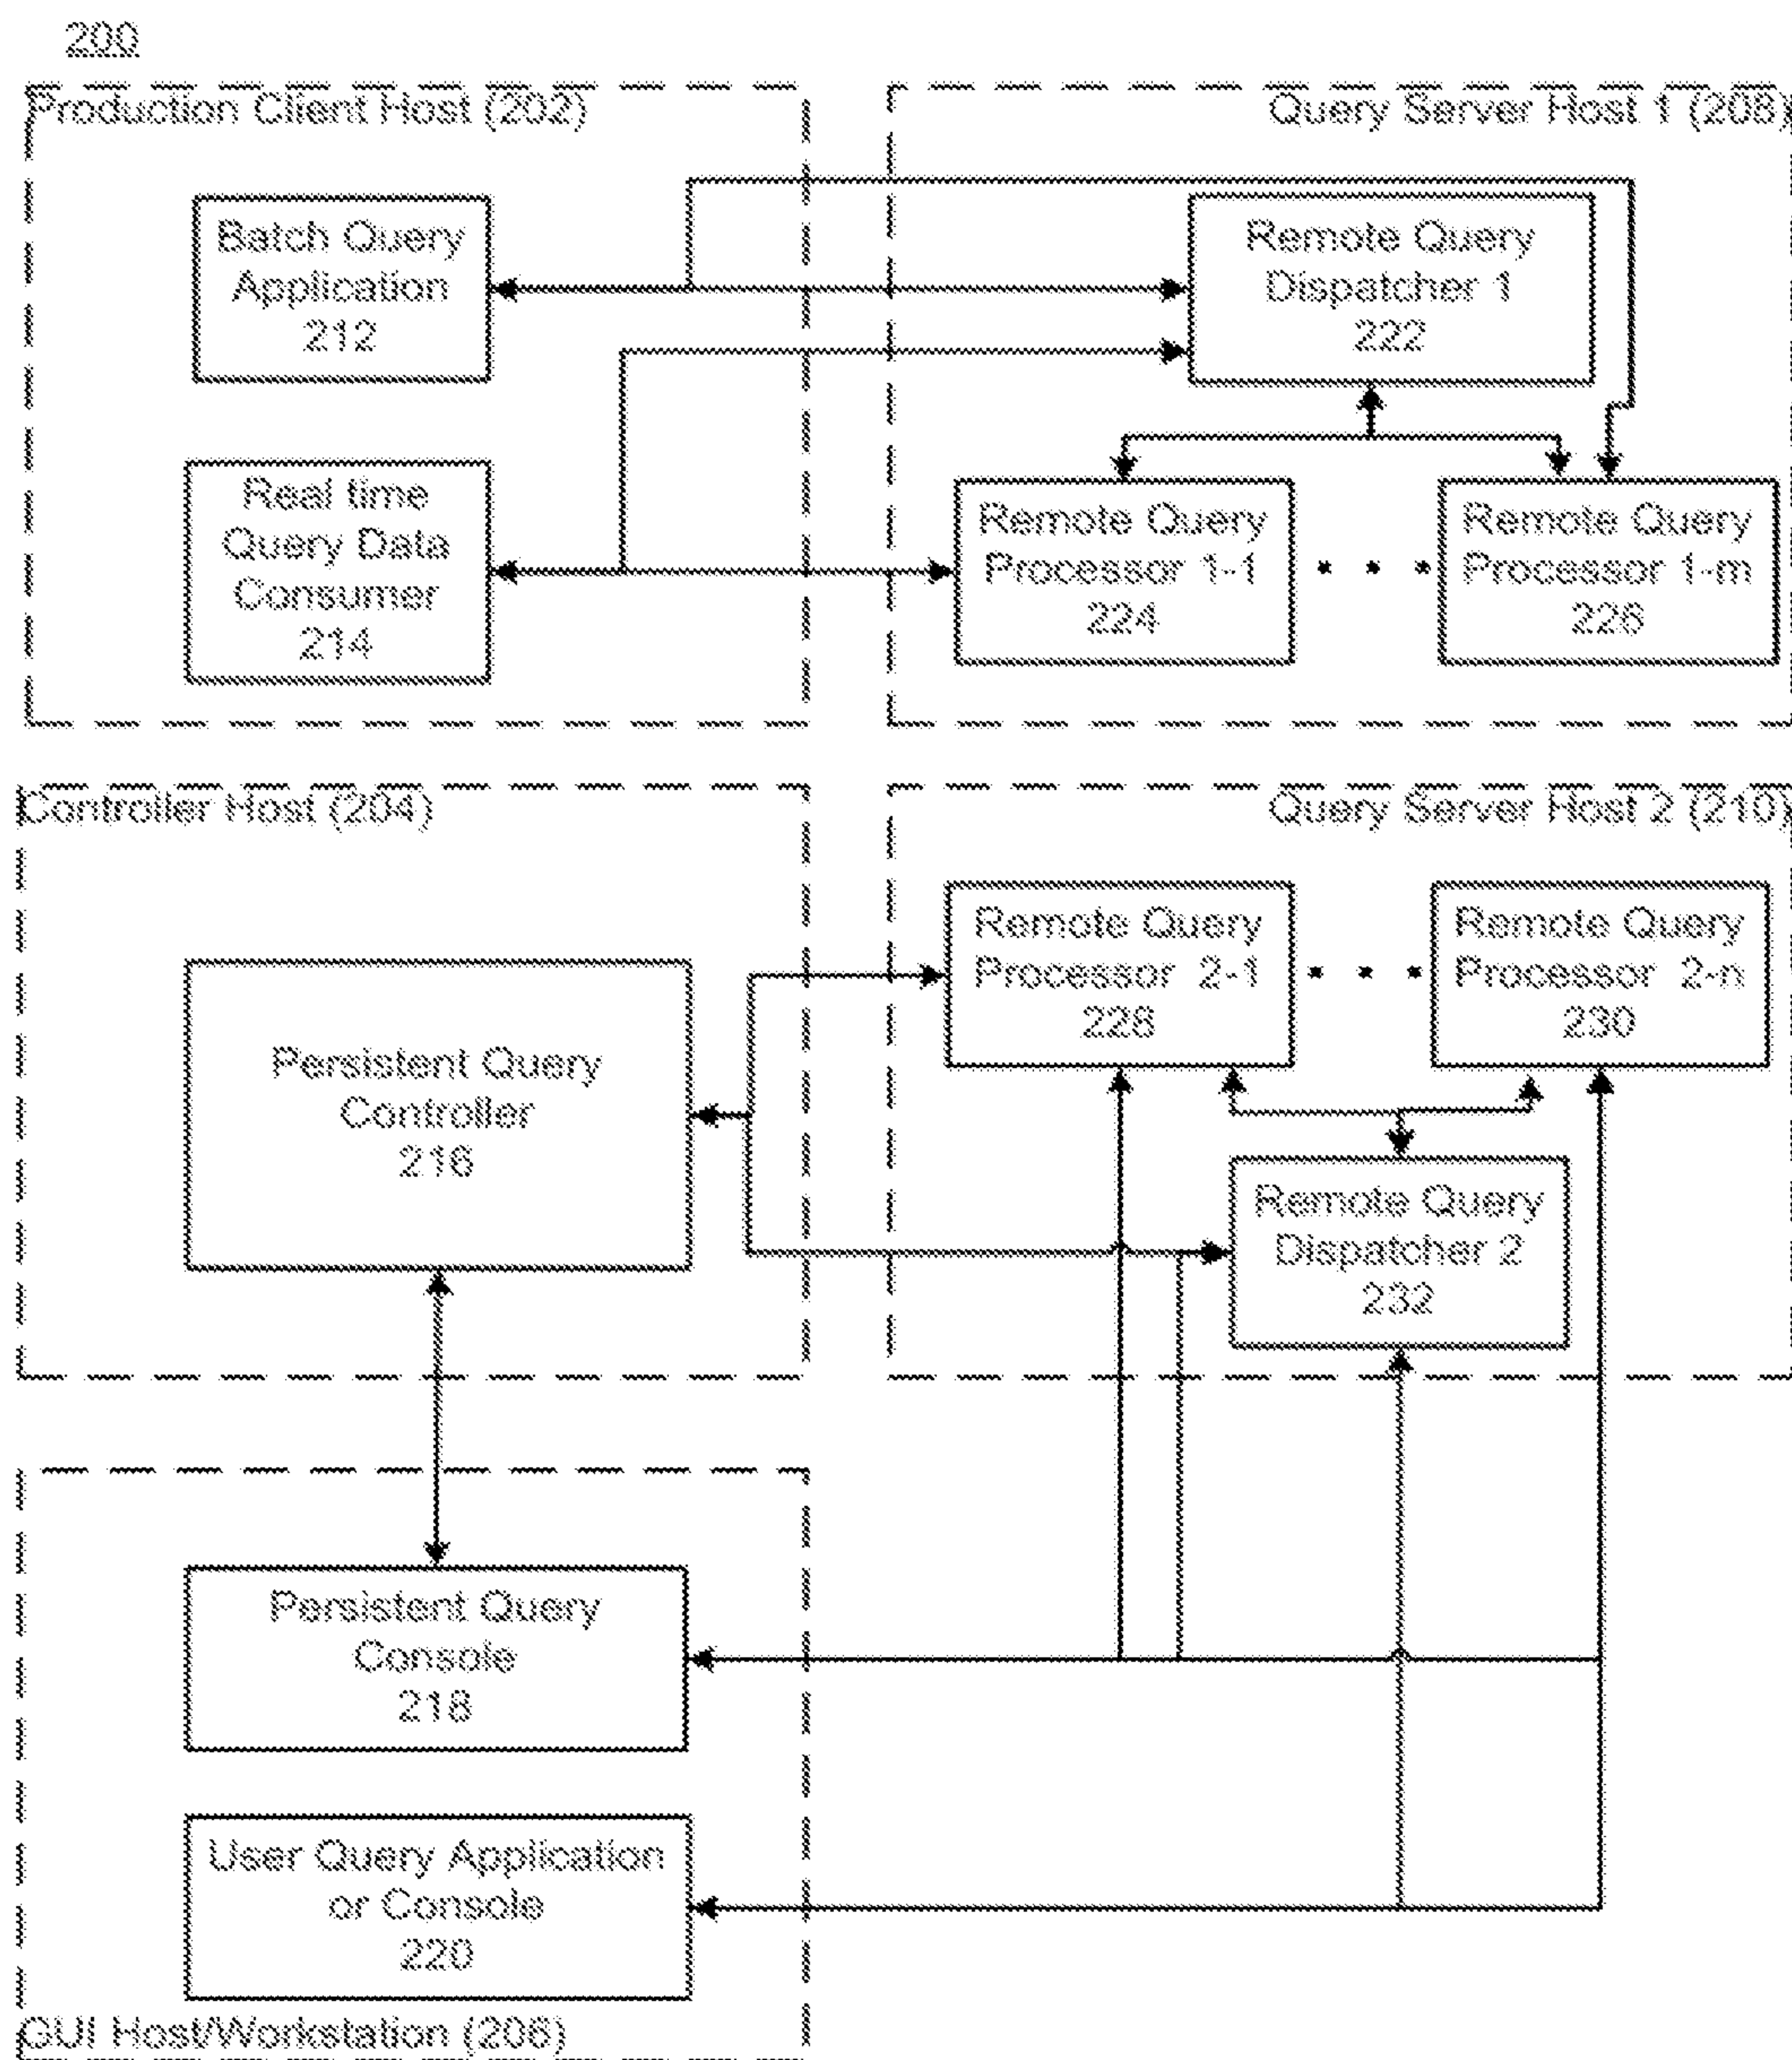 200
Production Client Host (202)
Query Server Host 1 (208)
Batch Query
Application
212
Remote Query
Dispatcher 1
222
Real time
Query Data
Consumer
214
Remote Query
Processor 1-1
224
Remote Query
Processor 1-m
226
Controller Host (204)
Query Server Host 2 (210)
Remote Query
Processor 2-1
228
Remote Query
Processor 2-n
230
Persistent Query
Controller
216
Remote Query
Dispatcher 2
232
Persistent Query
Console
218
User Query Application
or Console
220
GUI Host/Workstation (206)